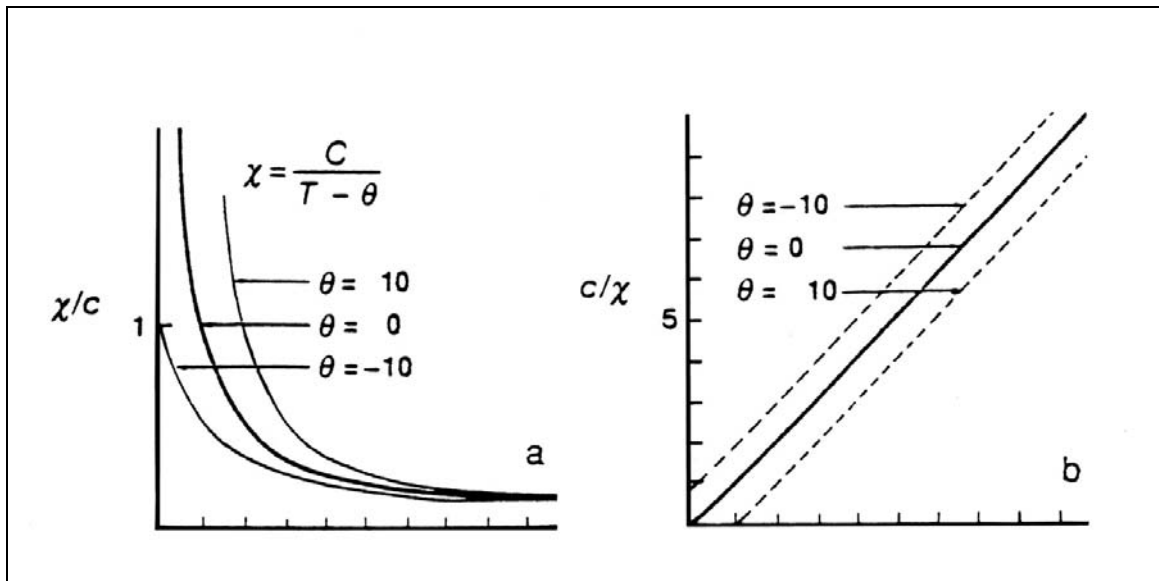 χ = C / (T − θ)
θ = 10
χ/c
1
θ = 0
θ = −10
a
θ = −10
θ = 0
c/χ
θ = 10
5
b